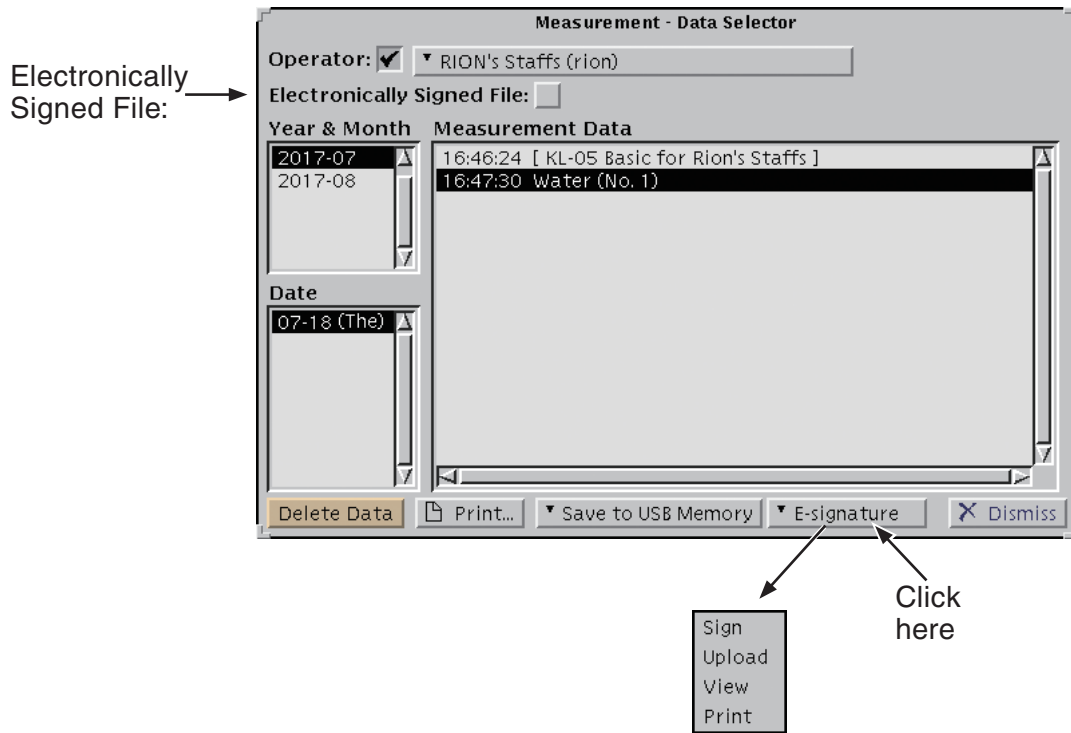 Measurement - Data Selector
Operator: RION's Staffs (rion)
Electronically
Signed File:
Electronically Signed File:
Year & Month
2017-07
2017-08
Measurement Data
16:46:24 [ KL-05 Basic for Rion's Staffs ]
16:47:30 Water (No. 1)
Date
07-18 (The)
Delete Data
Print...
Save to USB Memory
E-signature
Dismiss
Click
here
Sign
Upload
View
Print